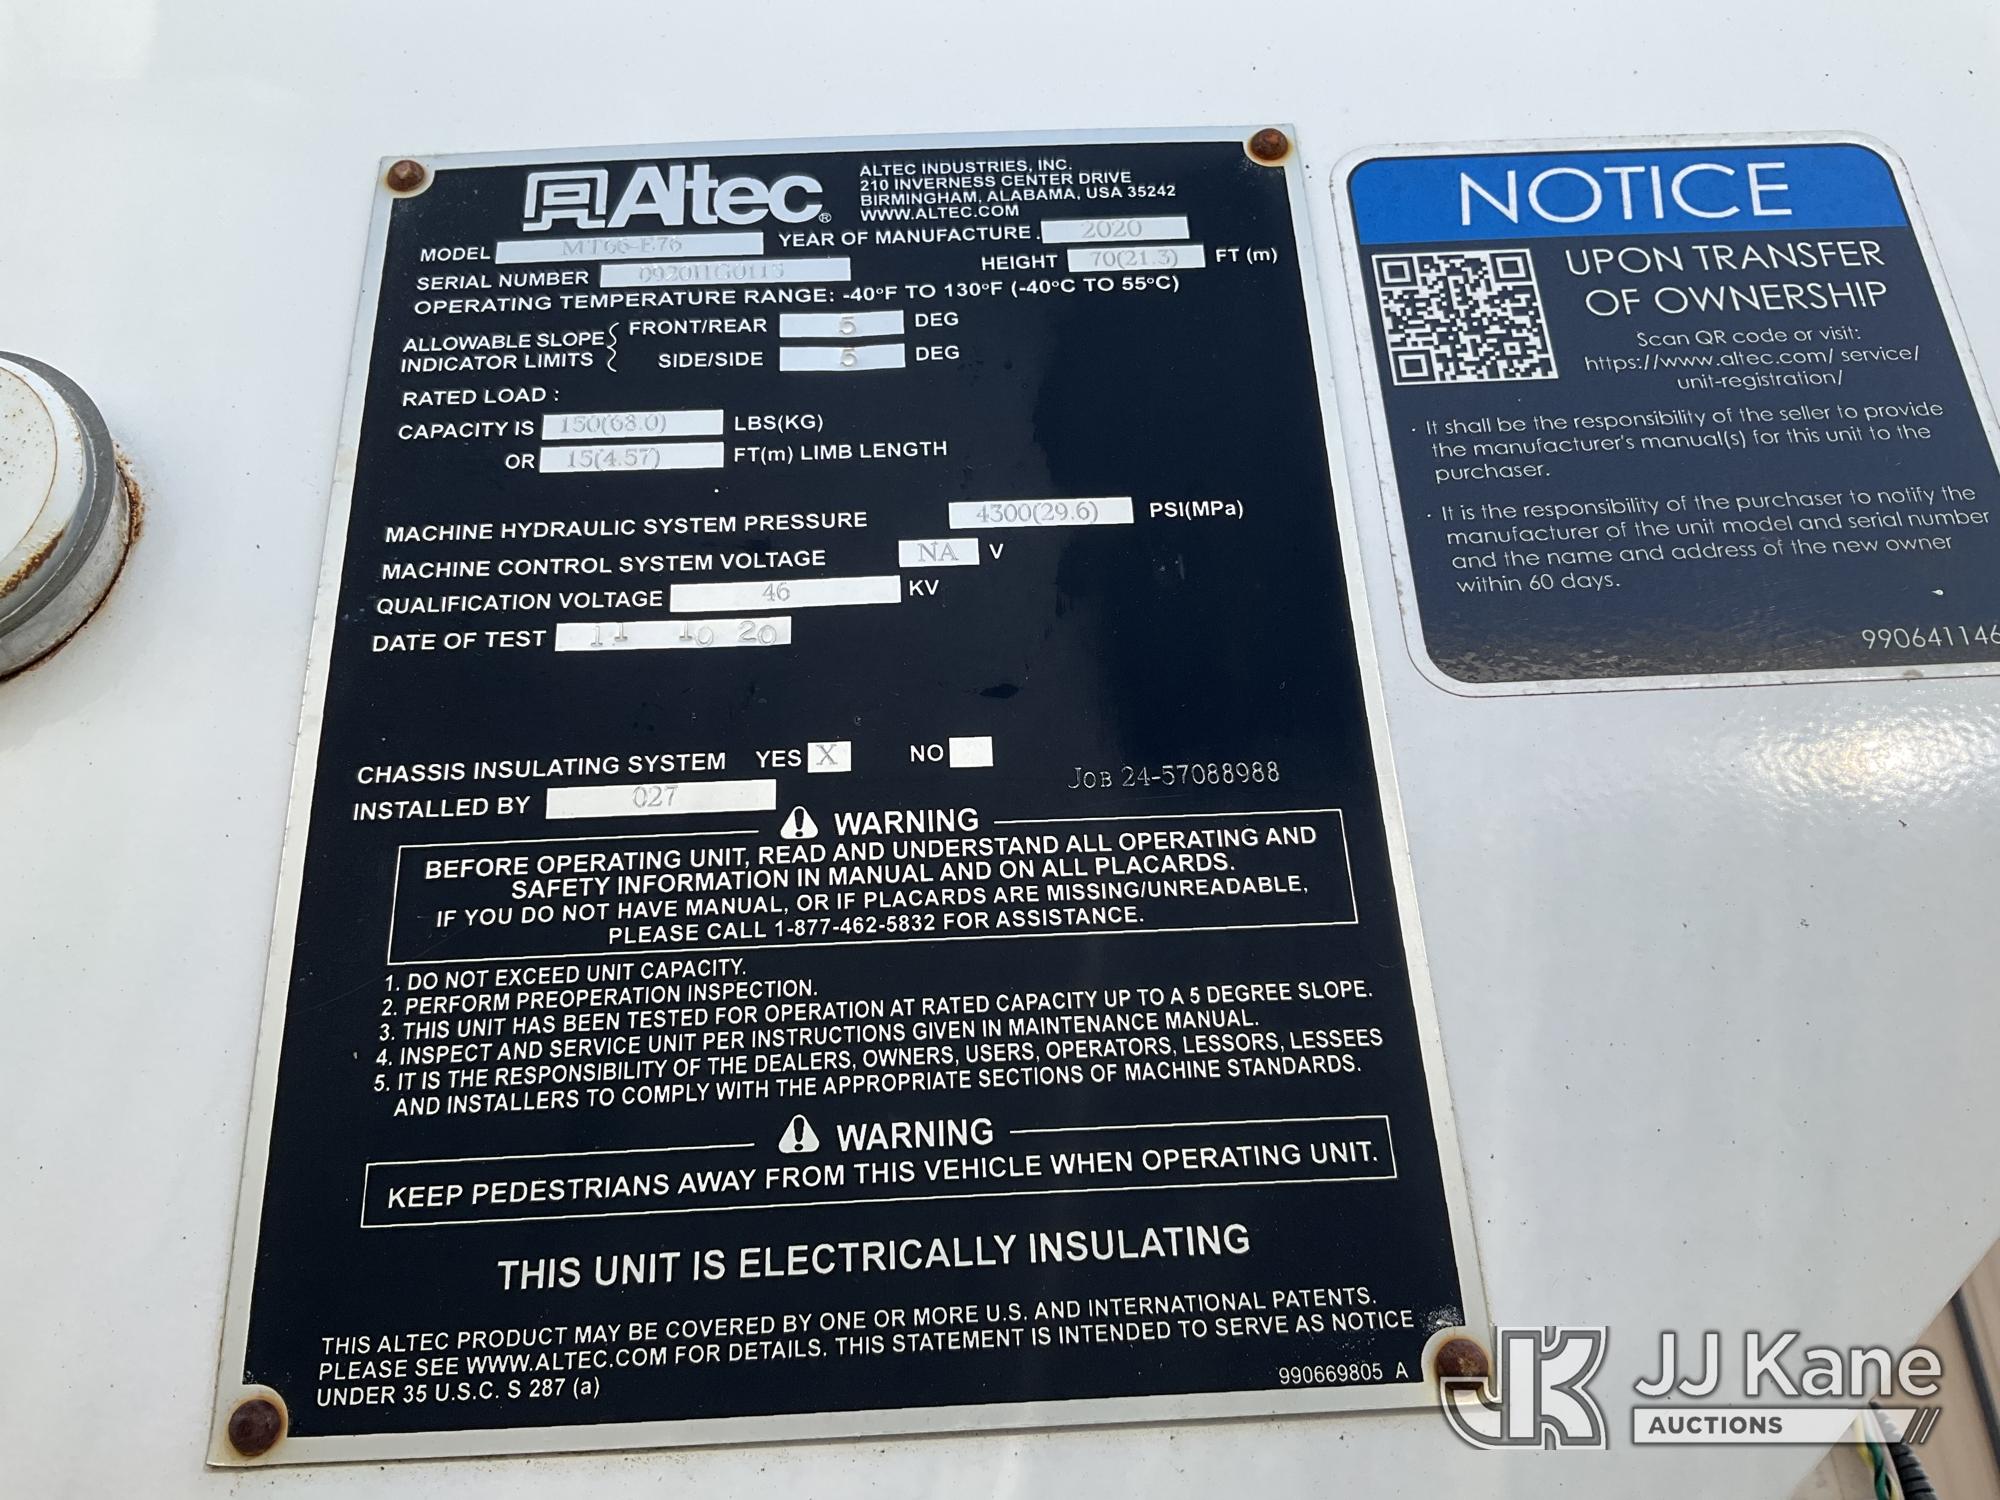 Altec®
ALTEC INDUSTRIES, INC.
210 INVERNESS CENTER DRIVE
BIRMINGHAM, ALABAMA, USA 35242
WWW.ALTEC.COM
MODEL MT66-E76 YEAR OF MANUFACTURE. 2020
SERIAL NUMBER HEIGHT 70(21.3) FT (m)
OPERATING TEMPERATURE RANGE: -40°F TO 130°F (-40°C TO 55°C)
ALLOWABLE SLOPE INDICATOR LIMITS
FRONT/REAR 5 DEG
SIDE/SIDE 5 DEG
RATED LOAD :
CAPACITY IS 150(68.0) LBS(KG)
OR 15(4.57) FT(m) LIMB LENGTH
MACHINE HYDRAULIC SYSTEM PRESSURE 4300(29.6) PSI(MPa)
MACHINE CONTROL SYSTEM VOLTAGE NA V
QUALIFICATION VOLTAGE 46 KV
DATE OF TEST 11 10 20
CHASSIS INSULATING SYSTEM YES X NO
INSTALLED BY 027
JOB 24-57088988
WARNING
BEFORE OPERATING UNIT, READ AND UNDERSTAND ALL OPERATING AND
SAFETY INFORMATION IN MANUAL AND ON ALL PLACARDS.
IF YOU DO NOT HAVE MANUAL, OR IF PLACARDS ARE MISSING/UNREADABLE,
PLEASE CALL 1-877-462-5832 FOR ASSISTANCE.
1. DO NOT EXCEED UNIT CAPACITY.
2. PERFORM PREOPERATION INSPECTION.
3. THIS UNIT HAS BEEN TESTED FOR OPERATION AT RATED CAPACITY UP TO A 5 DEGREE SLOPE.
4. INSPECT AND SERVICE UNIT PER INSTRUCTIONS GIVEN IN MAINTENANCE MANUAL.
5. IT IS THE RESPONSIBILITY OF THE DEALERS, OWNERS, USERS, OPERATORS, LESSORS, LESSEES
AND INSTALLERS TO COMPLY WITH THE APPROPRIATE SECTIONS OF MACHINE STANDARDS.
WARNING
KEEP PEDESTRIANS AWAY FROM THIS VEHICLE WHEN OPERATING UNIT.
THIS UNIT IS ELECTRICALLY INSULATING
THIS ALTEC PRODUCT MAY BE COVERED BY ONE OR MORE U.S. AND INTERNATIONAL PATENTS.
PLEASE SEE WWW.ALTEC.COM FOR DETAILS. THIS STATEMENT IS INTENDED TO SERVE AS NOTICE
UNDER 35 U.S.C. S 287 (a)
990669805 A
NOTICE
UPON TRANSFER
OF OWNERSHIP
Scan QR code or visit:
https://www.altec.com/ service/
unit-registration/
· It shall be the responsibility of the seller to provide
the manufacturer's manual(s) for this unit to the
purchaser.
· It is the responsibility of the purchaser to notify the
manufacturer of the unit model and serial number
and the name and address of the new owner
within 60 days.
990641146
JK JJ Kane
AUCTIONS